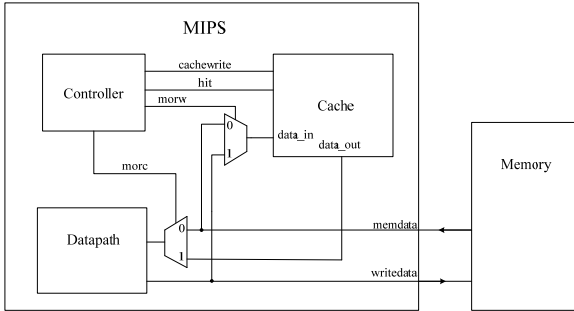 MIPS
cachewrite
hit
Controller
morw
Cache
0
data_in
1
data_out
morc
Memory
Datapath
0
memdata
1
writedata